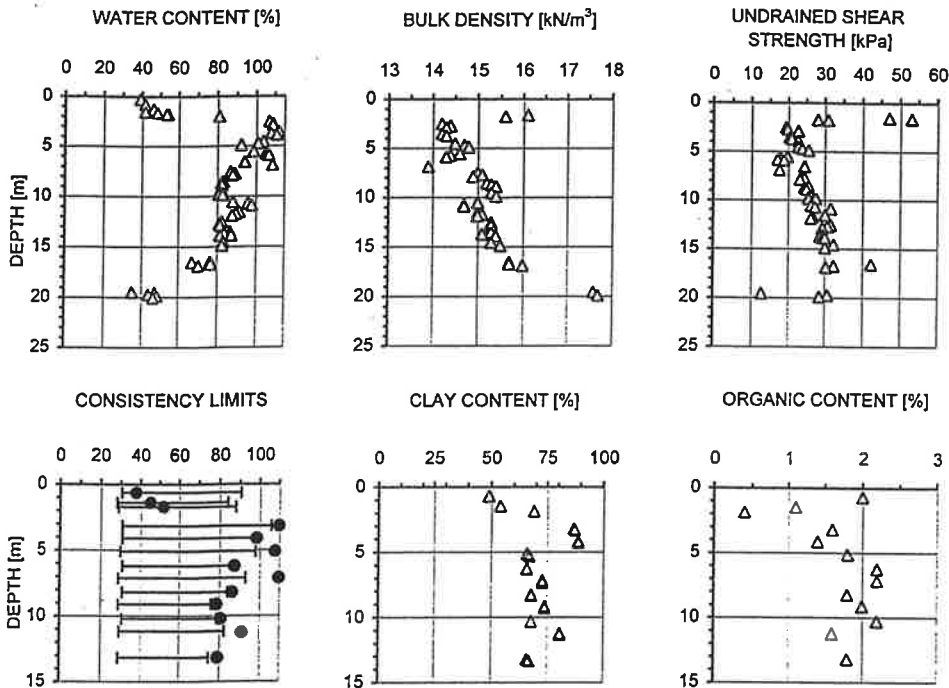 WATER CONTENT [%]
0 20 40 60 80 100
DEPTH [m]
0
5
10
15
20
25
BULK DENSITY [kN/m³]
13 14 15 16 17 18
0
5
10
15
20
25
UNDRAINED SHEAR
STRENGTH [kPa]
0 10 20 30 40 50 60
0
5
10
15
20
25
CONSISTENCY LIMITS
0 20 40 60 80 100
DEPTH [m]
0
5
10
15
CLAY CONTENT [%]
0 25 50 75 100
0
5
10
15
ORGANIC CONTENT [%]
0 1 2 3
0
5
10
15